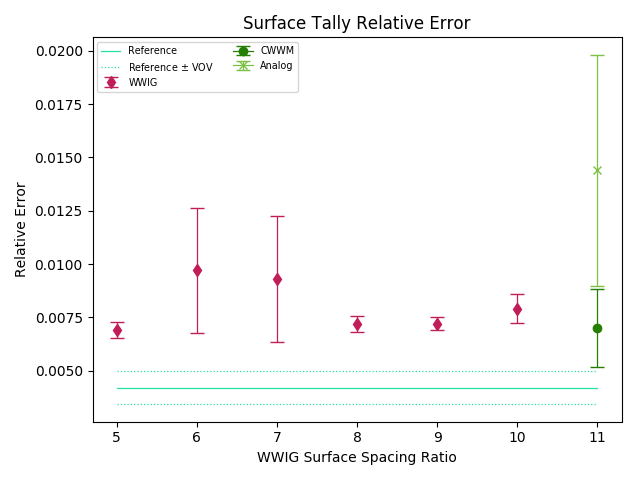 Surface Tally Relative Error
Reference
Reference ± VOV
WWIG
CWWM
Analog
Relative Error
0.0200
0.0175
0.0150
0.0125
0.0100
0.0075
0.0050
5 6 7 8 9 10 11
WWIG Surface Spacing Ratio